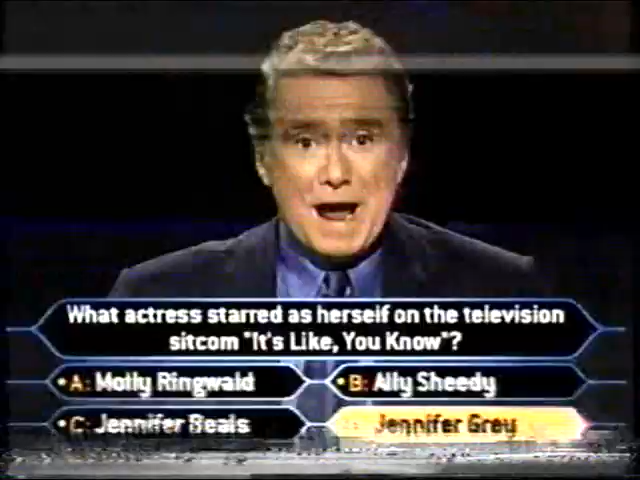 What actress starred as herself on the television
sitcom "It's Like, You Know"?
A: Molly Ringwald
B: Ally Sheedy
C: Jennifer Beals
Jennifer Grey